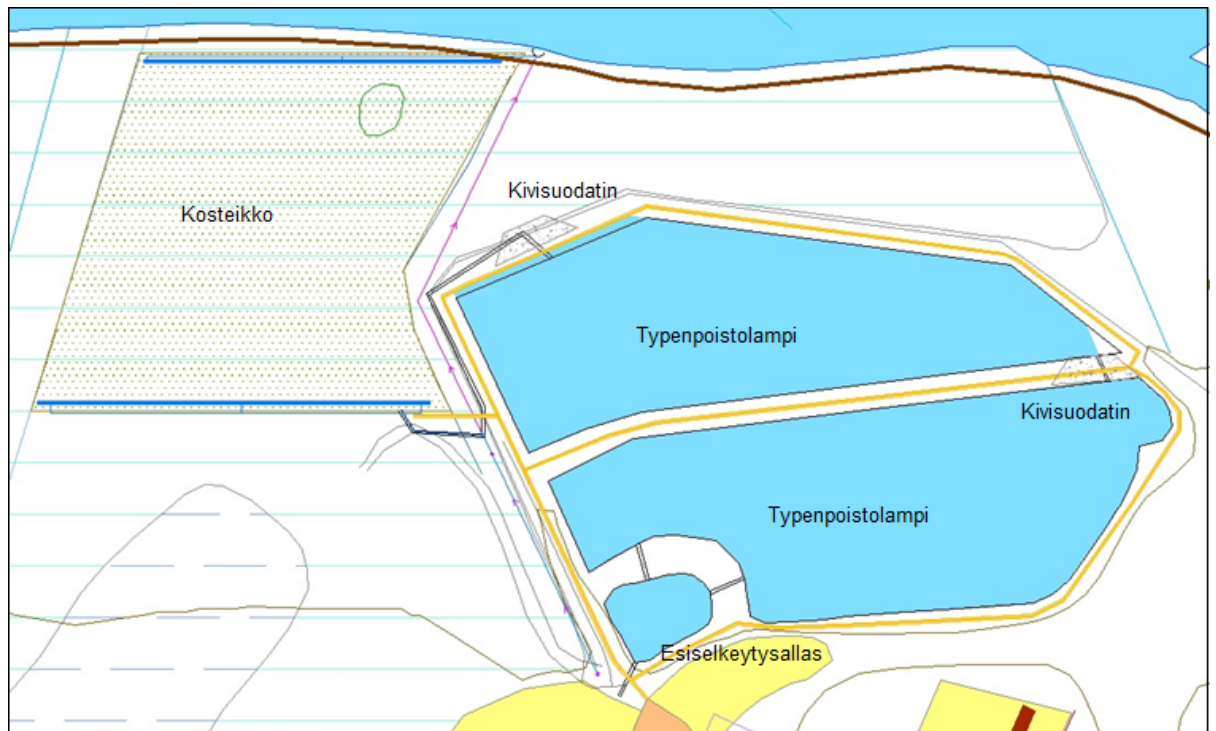 Kivisuodatin
Kosteikko
Typenpoistolampi
Kivisuodatin
Typenpoistolampi
Esiselkeytysallas